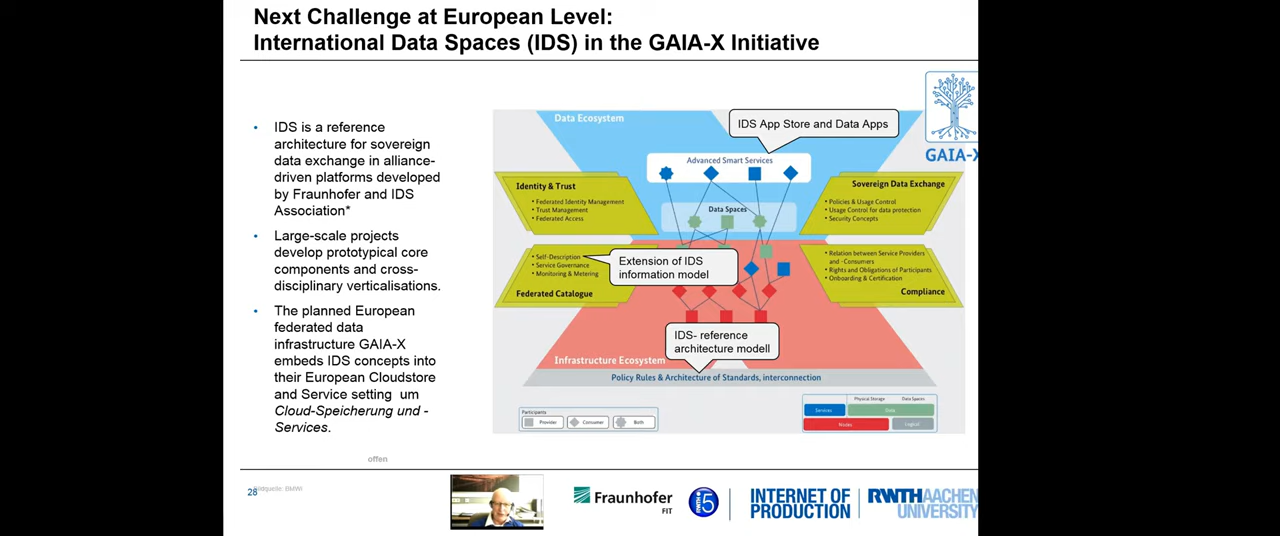 Next Challenge at European Level:
International Data Spaces (IDS) in the GAIA-X Initiative
• IDS is a reference
architecture for sovereign
data exchange in alliance-
driven platforms developed
by Fraunhofer and IDS
Association*
• Large-scale projects
develop prototypical core
components and cross-
disciplinary verticalisations.
• The planned European
federated data
infrastructure GAIA-X
embeds IDS concepts into
their European Cloudstore
and Service setting um
Cloud-Speicherung und -
Services.
offen
Data Ecosystem
IDS App Store and Data Apps
GAIA-X
Advanced Smart Services
Identity & Trust
• Federated Identity Management
• Trust Management
• Federated Access
Sovereign Data Exchange
• Policies & Usage Control
• Usage Control for data protection
• Security Concepts
Data Spaces
• Self-Description
• Service Governance
• Monitoring & Metering
Federated Catalogue
Extension of IDS
information model
• Relation between Service Providers
and -Consumers
• Rights and Obligations of Participants
• Onboarding & Certification
Compliance
IDS- reference
architecture modell
Infrastructure Ecosystem
Policy Rules & Architecture of Standards, interconnection
Participants
Provider
Consumer
Both
Physical Storage
Data Spaces
Services
Data
Nodes
Logical
28
Bildquelle: BMWi
Fraunhofer
FIT
RWTH i5
INTERNET OF
PRODUCTION
RWTH AACHEN
UNIVERSITY